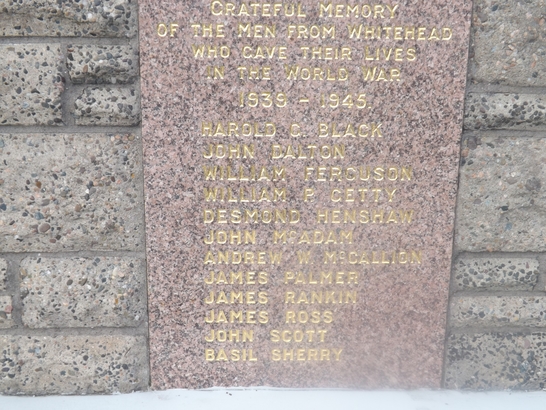 GRATEFUL MEMORY
OF THE MEN FROM WHITEHEAD
WHO GAVE THEIR LIVES
IN THE WORLD WAR
1939 - 1945.
HAROLD C. BLACK
JOHN DALTON
WILLIAM FERGUSON
WILLIAM P. GETTY
DESMOND HENSHAW
JOHN McADAM
ANDREW W. McCALLION
JAMES PALMER
JAMES RANKIN
JAMES ROSS
JOHN SCOTT
BASIL SHERRY